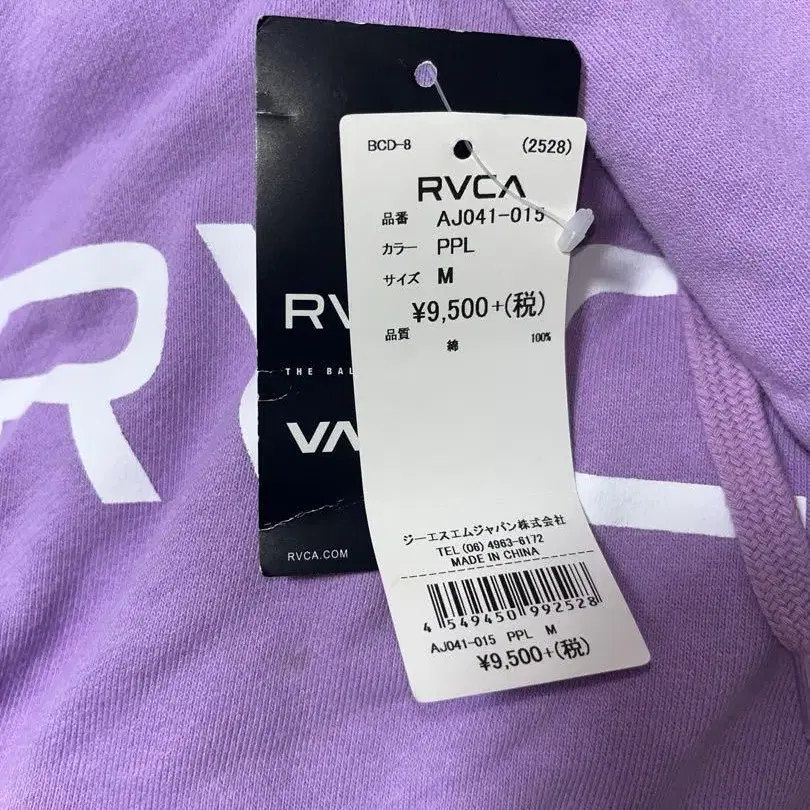 BCD-8 (2528)
RVCA
品番 AJ041-015
カラー PPL
サイズ M
¥9,500+(税)
品質
綿 100%
ジーエスエムジャパン株式会社
TEL(06)4963-6172
MADE IN CHINA
4 549450 992528
AJ041-015 PPL M
¥9,500+(税)
THE
RVCA.COM